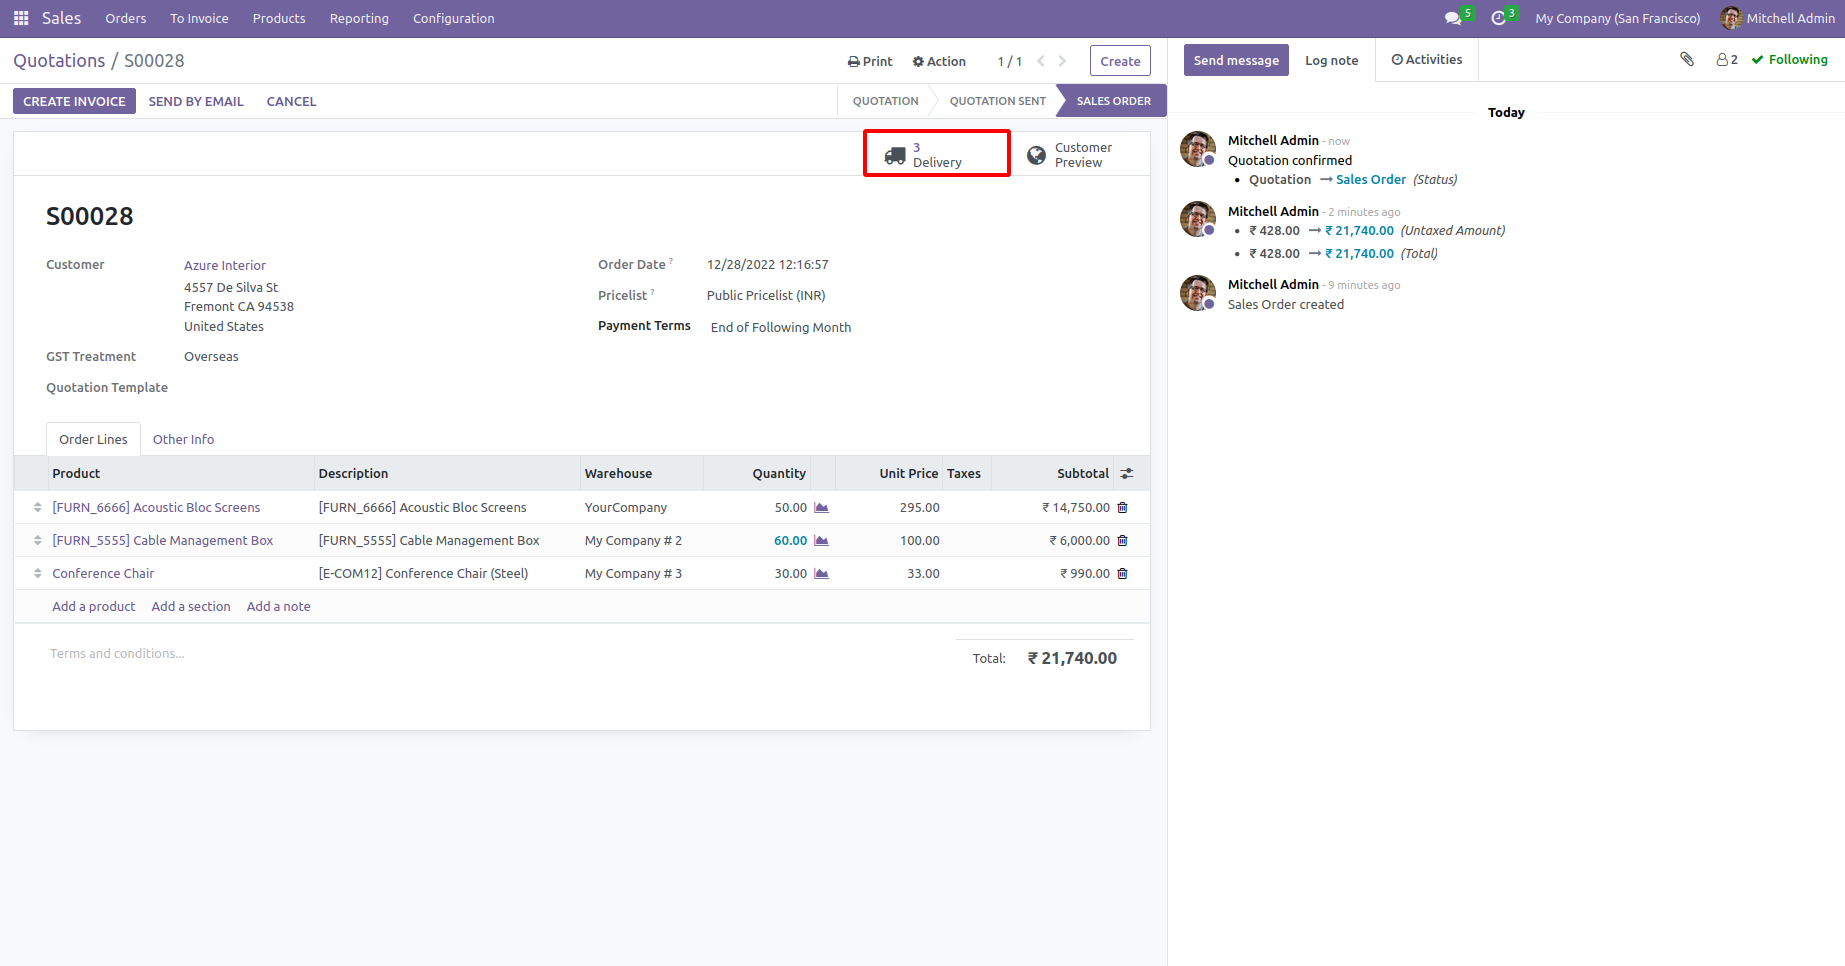 Sales Orders To Invoice Products Reporting Configuration 5 3 My Company (San Francisco) Mitchell Admin
Quotations / S00028 Print Action 1 / 1 Create
CREATE INVOICE SEND BY EMAIL CANCEL QUOTATION QUOTATION SENT SALES ORDER
3
Delivery
Customer
Preview
S00028
Customer Azure Interior
4557 De Silva St
Fremont CA 94538
United States
GST Treatment Overseas
Quotation Template
Order Date ? 12/28/2022 12:16:57
Pricelist ? Public Pricelist (INR)
Payment Terms End of Following Month
Order Lines Other Info
Product Description Warehouse Quantity Unit Price Taxes Subtotal
[FURN_6666] Acoustic Bloc Screens [FURN_6666] Acoustic Bloc Screens YourCompany 50.00 295.00 ₹ 14,750.00
[FURN_5555] Cable Management Box [FURN_5555] Cable Management Box My Company # 2 60.00 100.00 ₹ 6,000.00
Conference Chair [E-COM12] Conference Chair (Steel) My Company # 3 30.00 33.00 ₹ 990.00
Add a product Add a section Add a note
Terms and conditions...
Total: ₹ 21,740.00
Send message Log note Activities 2 Following
Today
Mitchell Admin - now
Quotation confirmed
• Quotation → Sales Order (Status)
Mitchell Admin - 2 minutes ago
• ₹ 428.00 → ₹ 21,740.00 (Untaxed Amount)
• ₹ 428.00 → ₹ 21,740.00 (Total)
Mitchell Admin - 9 minutes ago
Sales Order created